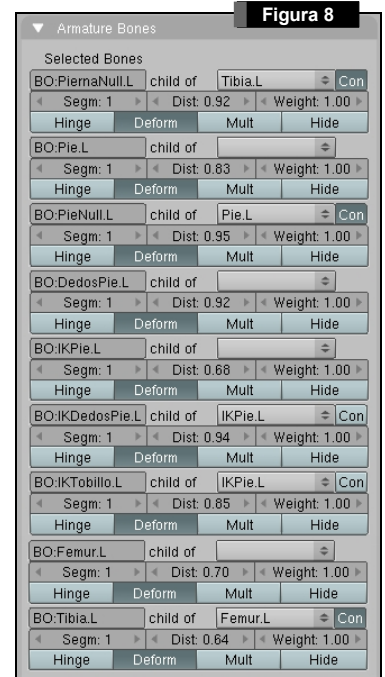 Figura 8
Armature Bones
Selected Bones
BO:PiernaNull.L child of Tibia.L Con
Segm: 1 Dist: 0.92 Weight: 1.00
Hinge Deform Mult Hide
BO:Pie.L child of
Segm: 1 Dist: 0.83 Weight: 1.00
Hinge Deform Mult Hide
BO:PieNull.L child of Pie.L Con
Segm: 1 Dist: 0.95 Weight: 1.00
Hinge Deform Mult Hide
BO:DedosPie.L child of
Segm: 1 Dist: 0.92 Weight: 1.00
Hinge Deform Mult Hide
BO:IKPie.L child of
Segm: 1 Dist: 0.68 Weight: 1.00
Hinge Deform Mult Hide
BO:IKDedosPie.L child of IKPie.L Con
Segm: 1 Dist: 0.94 Weight: 1.00
Hinge Deform Mult Hide
BO:IKTobillo.L child of IKPie.L Con
Segm: 1 Dist: 0.85 Weight: 1.00
Hinge Deform Mult Hide
BO:Femur.L child of
Segm: 1 Dist: 0.70 Weight: 1.00
Hinge Deform Mult Hide
BO:Tibia.L child of Femur.L Con
Segm: 1 Dist: 0.64 Weight: 1.00
Hinge Deform Mult Hide